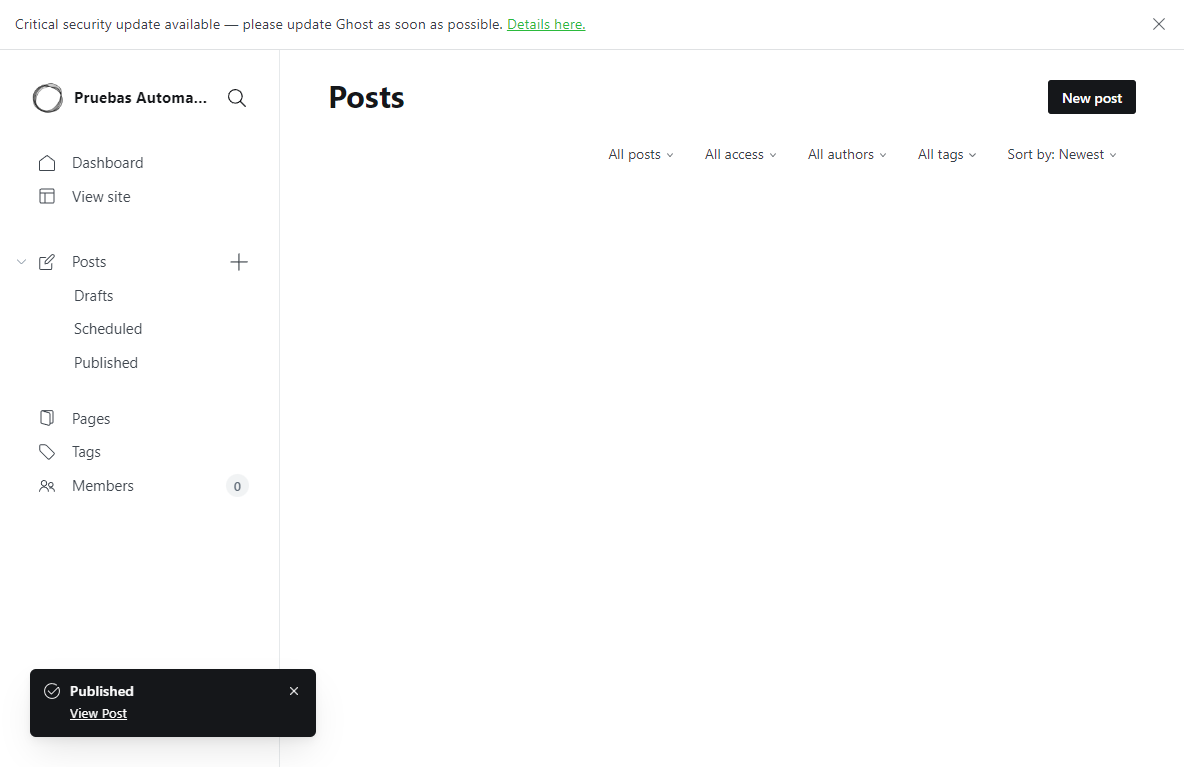 Critical security update available — please update Ghost as soon as possible. Details here.
Pruebas Automa...
Dashboard
View site
Posts
Drafts
Scheduled
Published
Pages
Tags
Members 0
Posts
New post
All posts All access All authors All tags Sort by: Newest
Published
View Post